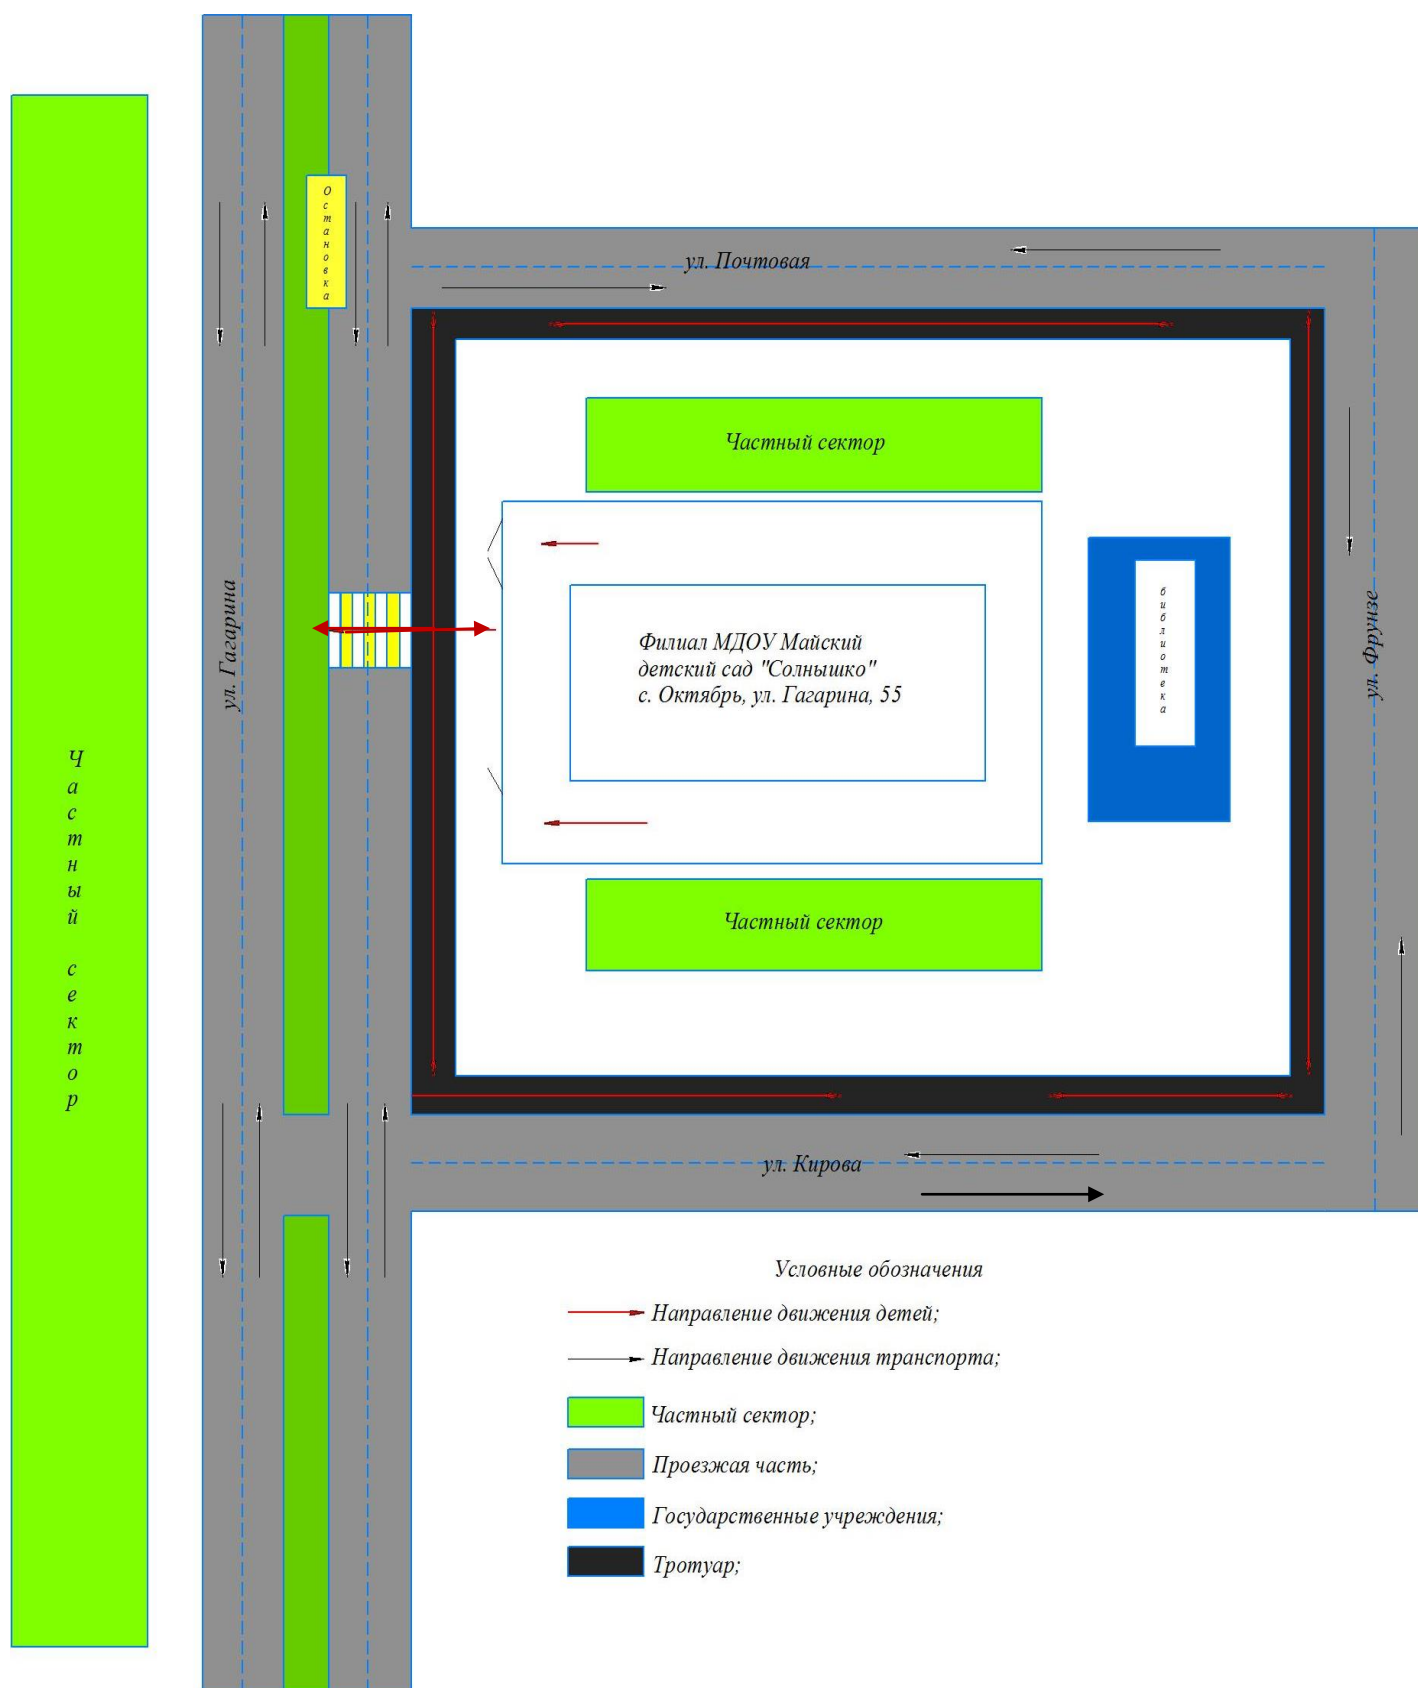 Остановка
ул. Почтовая
Частный сектор
ул. Гагарина
Филиал МДОУ Майский
детский сад "Солнышко"
с. Октябрь, ул. Гагарина, 55
библиотека
ул. Фрунзе
Частный сектор
Частный сектор
ул. Кирова
Условные обозначения
Направление движения детей;
Направление движения транспорта;
Частный сектор;
Проезжая часть;
Государственные учреждения;
Тротуар;